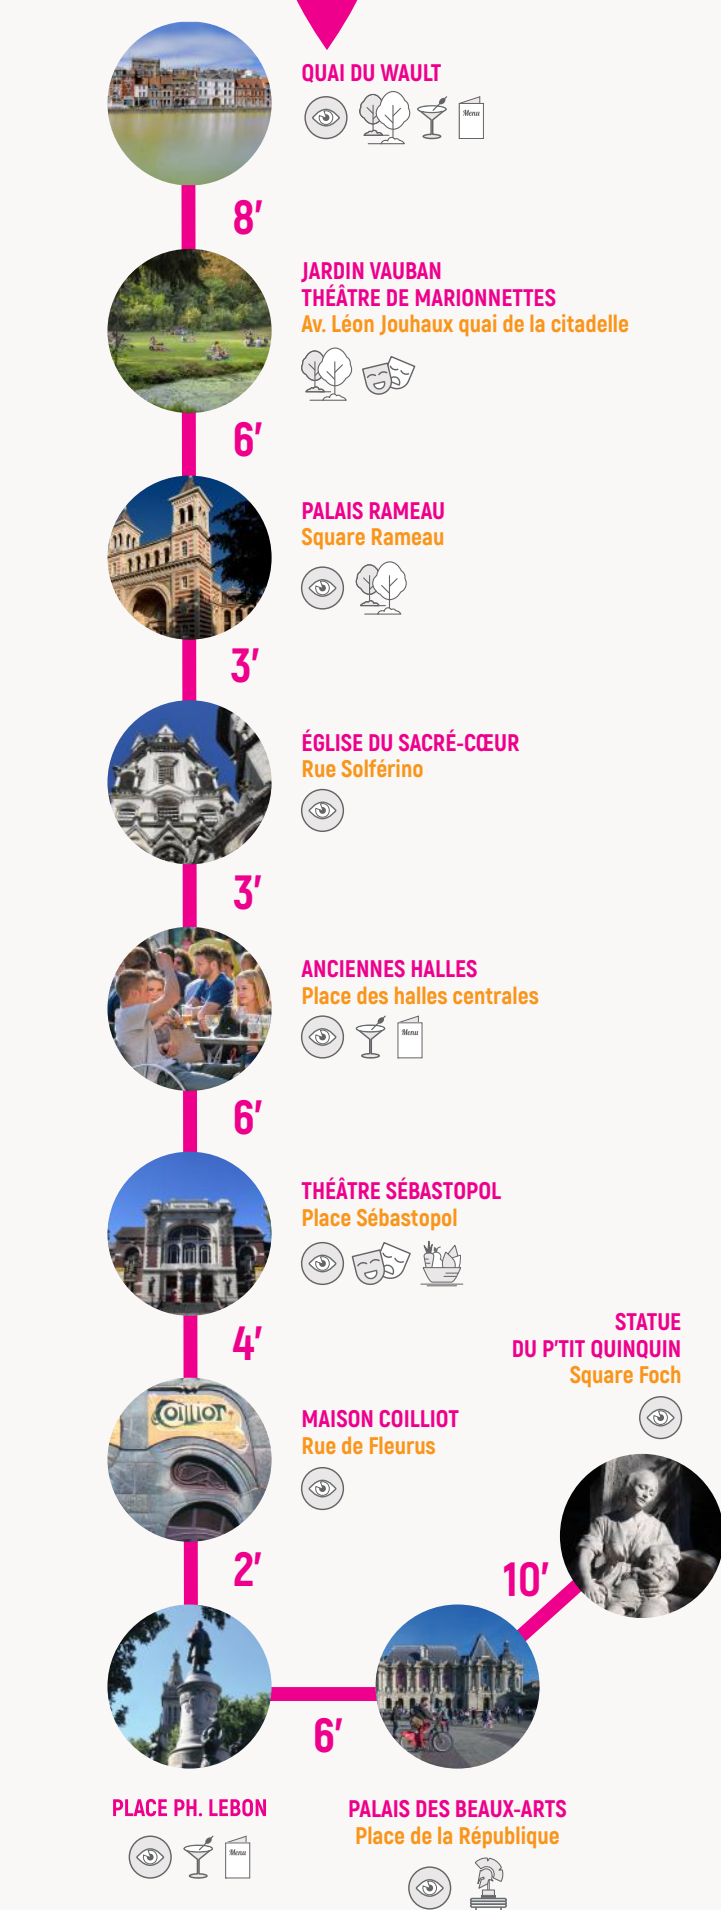 QUAI DU WAULT
Menu
8'
JARDIN VAUBAN
THÉÂTRE DE MARIONNETTES
Av. Léon Jouhaux quai de la citadelle
6'
PALAIS RAMEAU
Square Rameau
3'
ÉGLISE DU SACRÉ-CŒUR
Rue Solférino
3'
ANCIENNES HALLES
Place des halles centrales
Menu
6'
THÉÂTRE SÉBASTOPOL
Place Sébastopol
4'
Coilliot
MAISON COILLIOT
Rue de Fleurus
STATUE
DU P'TIT QUINQUIN
Square Foch
2'
10'
6'
PLACE PH. LEBON
Menu
PALAIS DES BEAUX-ARTS
Place de la République